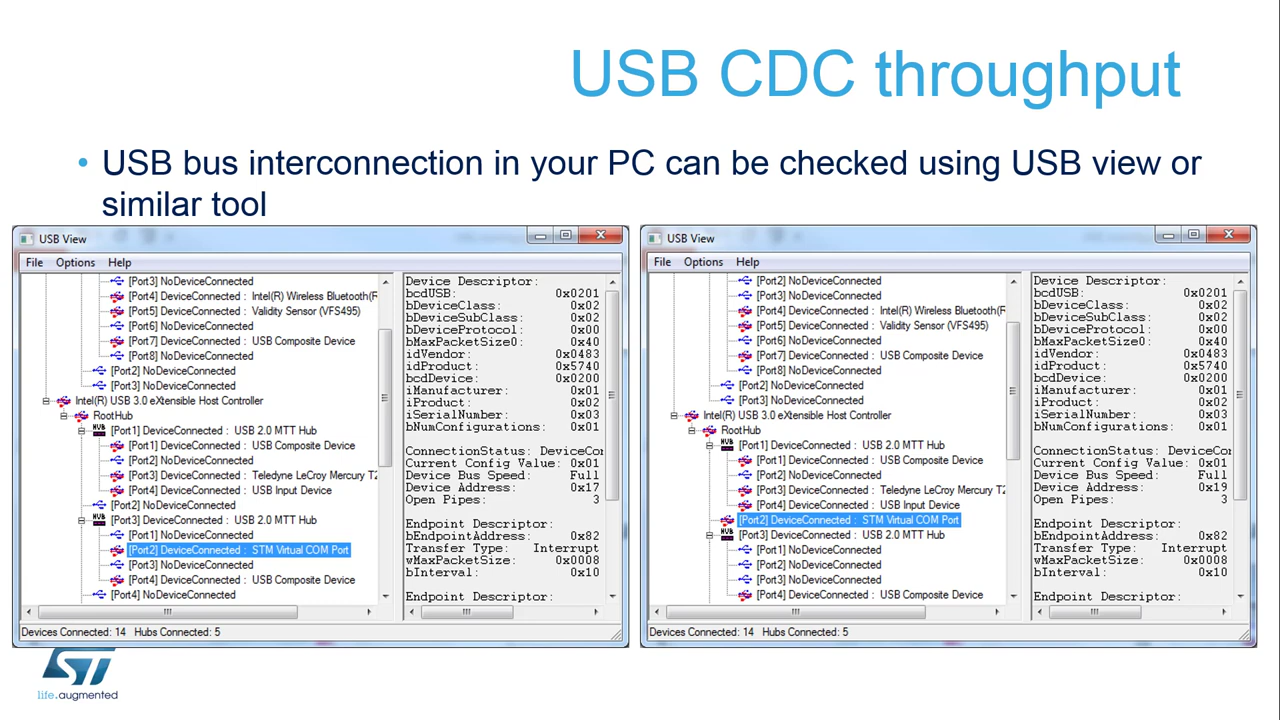 USB CDC throughput
• USB bus interconnection in your PC can be checked using USB view or
similar tool
USB View
File Options Help
[Port3] NoDeviceConnected
[Port4] DeviceConnected : Intel(R) Wireless Bluetooth(R
[Port5] DeviceConnected : Validity Sensor (VFS495)
[Port6] NoDeviceConnected
[Port7] DeviceConnected : USB Composite Device
[Port8] NoDeviceConnected
[Port2] NoDeviceConnected
[Port3] NoDeviceConnected
Intel(R) USB 3.0 eXtensible Host Controller
RootHub
[Port1] DeviceConnected : USB 2.0 MTT Hub
[Port1] DeviceConnected : USB Composite Device
[Port2] NoDeviceConnected
[Port3] DeviceConnected : Teledyne LeCroy Mercury T2
[Port4] DeviceConnected : USB Input Device
[Port2] NoDeviceConnected
[Port3] DeviceConnected : USB 2.0 MTT Hub
[Port1] NoDeviceConnected
[Port2] DeviceConnected : STM Virtual COM Port
[Port3] NoDeviceConnected
[Port4] DeviceConnected : USB Composite Device
[Port4] NoDeviceConnected
Device Descriptor:
bcdUSB: 0x0201
bDeviceClass: 0x02
bDeviceSubClass: 0x02
bDeviceProtocol: 0x00
bMaxPacketSize0: 0x40
idVendor: 0x0483
idProduct: 0x5740
bcdDevice: 0x0200
iManufacturer: 0x01
iProduct: 0x02
iSerialNumber: 0x03
bNumConfigurations: 0x01
ConnectionStatus: DeviceCon
Current Config Value: 0x01
Device Bus Speed: Full
Device Address: 0x17
Open Pipes: 3
Endpoint Descriptor:
bEndpointAddress: 0x82
Transfer Type: Interrupt
wMaxPacketSize: 0x0008
bInterval: 0x10
Endpoint Descriptor:
Devices Connected: 14 Hubs Connected: 5
USB View
File Options Help
[Port2] NoDeviceConnected
[Port3] NoDeviceConnected
[Port4] DeviceConnected : Intel(R) Wireless Bluetooth(R
[Port5] DeviceConnected : Validity Sensor (VFS495)
[Port6] NoDeviceConnected
[Port7] DeviceConnected : USB Composite Device
[Port8] NoDeviceConnected
[Port2] NoDeviceConnected
[Port3] NoDeviceConnected
Intel(R) USB 3.0 eXtensible Host Controller
RootHub
[Port1] DeviceConnected : USB 2.0 MTT Hub
[Port1] DeviceConnected : USB Composite Device
[Port2] NoDeviceConnected
[Port3] DeviceConnected : Teledyne LeCroy Mercury T2
[Port4] DeviceConnected : USB Input Device
[Port2] DeviceConnected : STM Virtual COM Port
[Port3] DeviceConnected : USB 2.0 MTT Hub
[Port1] NoDeviceConnected
[Port2] NoDeviceConnected
[Port3] NoDeviceConnected
[Port4] DeviceConnected : USB Composite Device
Device Descriptor:
bcdUSB: 0x0201
bDeviceClass: 0x02
bDeviceSubClass: 0x02
bDeviceProtocol: 0x00
bMaxPacketSize0: 0x40
idVendor: 0x0483
idProduct: 0x5740
bcdDevice: 0x0200
iManufacturer: 0x01
iProduct: 0x02
iSerialNumber: 0x03
bNumConfigurations: 0x01
ConnectionStatus: DeviceCon
Current Config Value: 0x01
Device Bus Speed: Full
Device Address: 0x19
Open Pipes: 3
Endpoint Descriptor:
bEndpointAddress: 0x82
Transfer Type: Interrupt
wMaxPacketSize: 0x0008
bInterval: 0x10
Endpoint Descriptor:
Devices Connected: 14 Hubs Connected: 5
ST
life.augmented